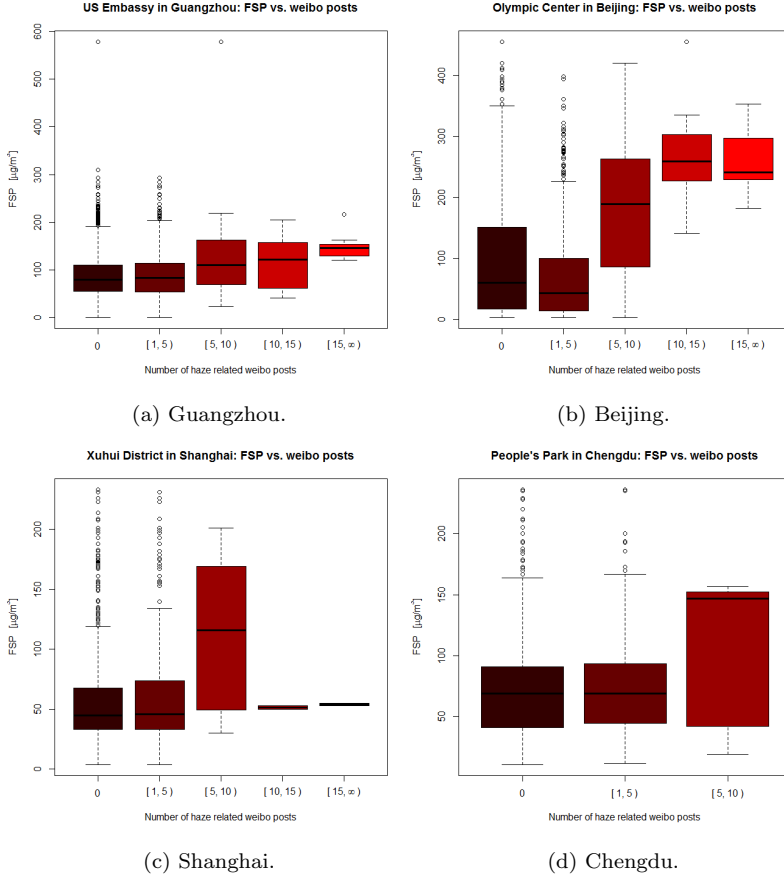 US Embassy in Guangzhou: FSP vs. weibo posts
FSP [µg/m³]
600
500
400
300
200
100
0
0 [ 1, 5 ) [ 5, 10 ) [ 10, 15 ) [ 15, ∞ )
Number of haze related weibo posts
(a) Guangzhou.
Olympic Center in Beijing: FSP vs. weibo posts
FSP [µg/m³]
400
300
200
100
0
0 [ 1, 5 ) [ 5, 10 ) [ 10, 15 ) [ 15, ∞ )
Number of haze related weibo posts
(b) Beijing.
Xuhui District in Shanghai: FSP vs. weibo posts
FSP [µg/m³]
200
150
100
50
0
0 [ 1, 5 ) [ 5, 10 ) [ 10, 15 ) [ 15, ∞ )
Number of haze related weibo posts
(c) Shanghai.
People's Park in Chengdu: FSP vs. weibo posts
FSP [µg/m³]
200
150
100
50
0 [ 1, 5 ) [ 5, 10 )
Number of haze related weibo posts
(d) Chengdu.